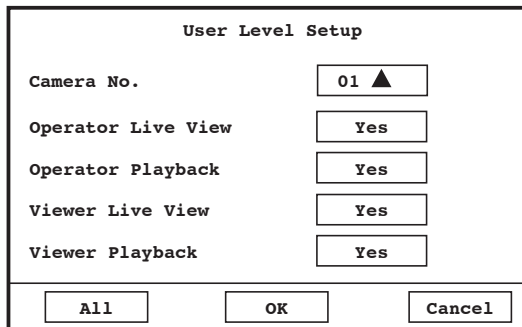 User Level Setup
Camera No. 01 ▲
Operator Live View Yes
Operator Playback Yes
Viewer Live View Yes
Viewer Playback Yes
All OK Cancel